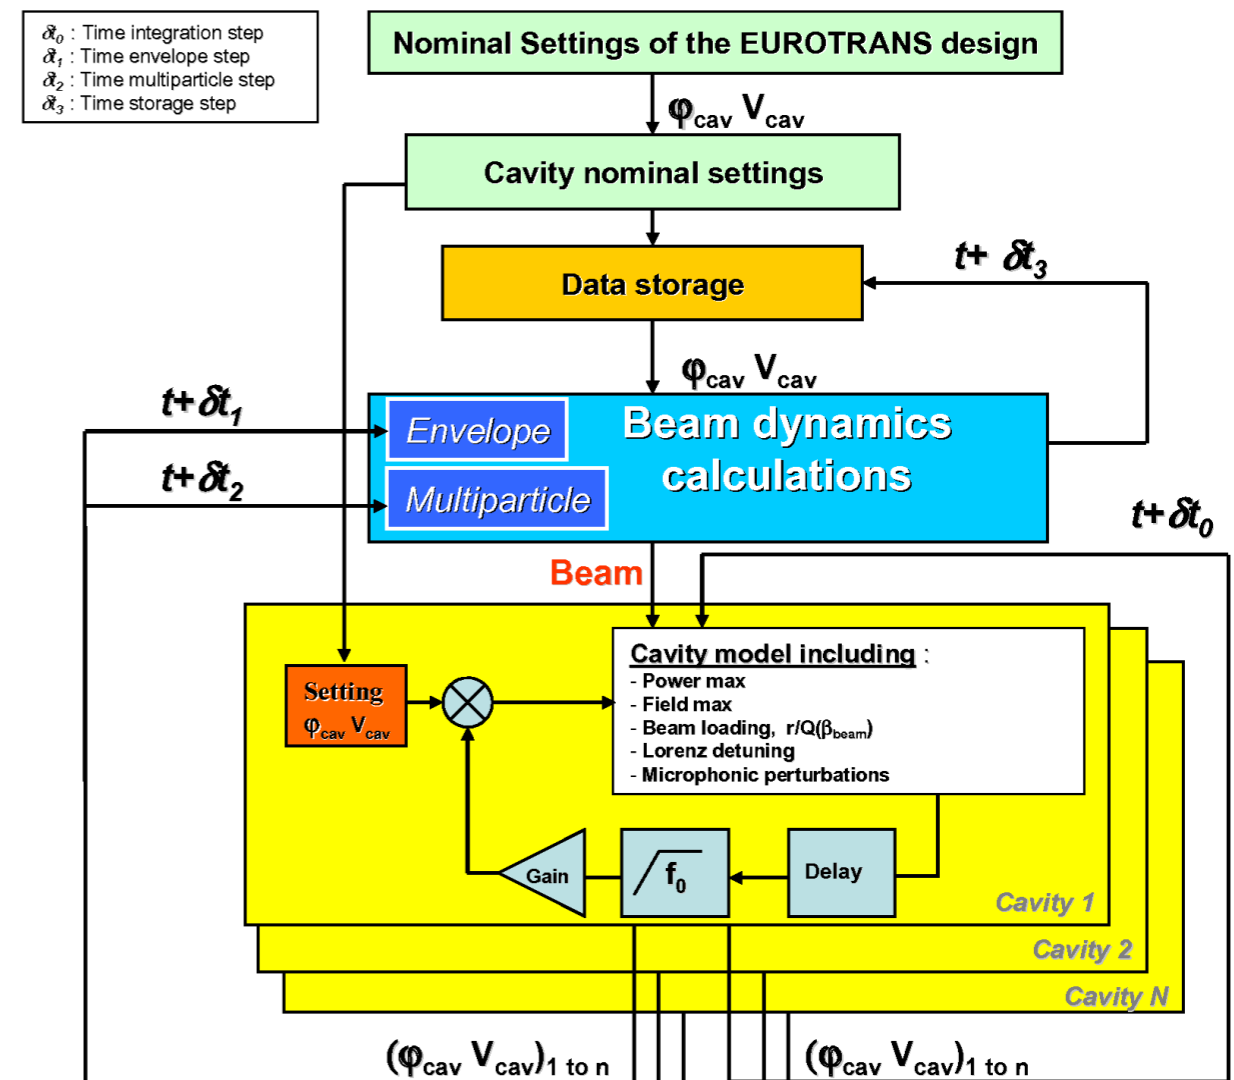 δt₀ : Time integration step
δt₁ : Time envelope step
δt₂ : Time multiparticle step
δt₃ : Time storage step
Nominal Settings of the EUROTRANS design
φcav Vcav
Cavity nominal settings
t+ δt₃
Data storage
φcav Vcav
t+δt₁
Envelope
Beam dynamics
calculations
t+δt₂
Multiparticle
t+δt₀
Beam
Cavity model including :
- Power max
- Field max
- Beam loading, r/Q(βbeam)
- Lorenz detuning
- Microphonic perturbations
Setting
φcav Vcav
Gain
f₀
Delay
Cavity 1
Cavity 2
Cavity N
(φcav Vcav)1 to n
(φcav Vcav)1 to n